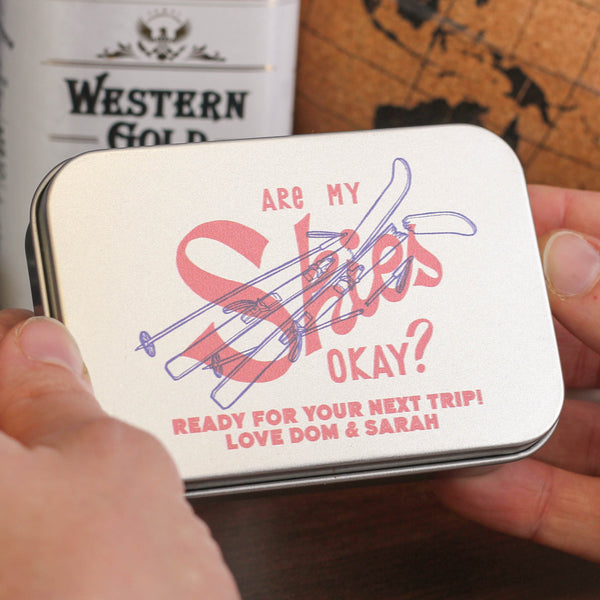 WESTERN
GOLD
ARe MY
Skies
OKAY?
READY FOR YOUR NEXT TRIP!
LOVE DOM & SARAH